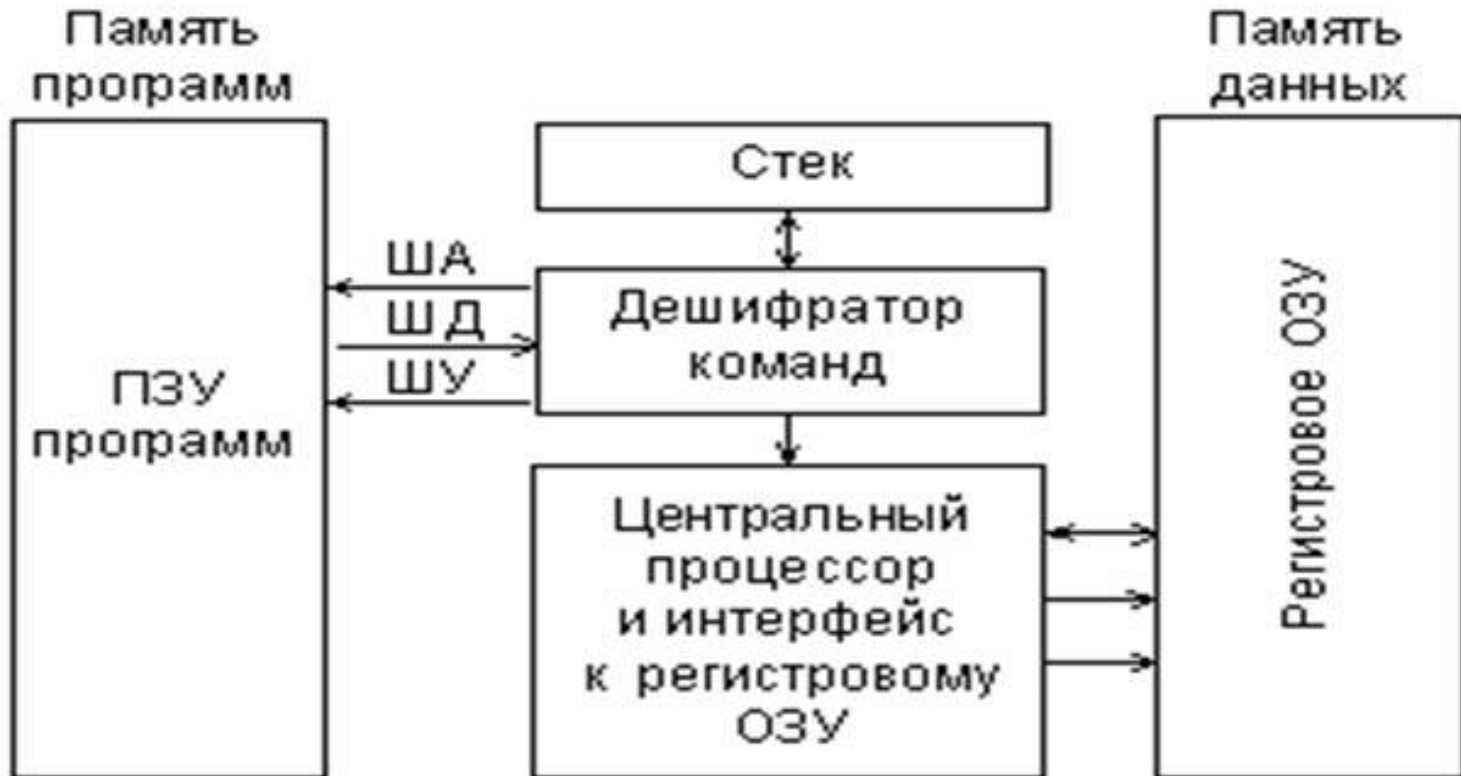 Память
программ
Память
данных
Стек
ША
ШД
ШУ
Дешифратор
команд
ПЗУ
программ
Центральный
процессор
и интерфейс
к регистровому
ОЗУ
Регистровое ОЗУ